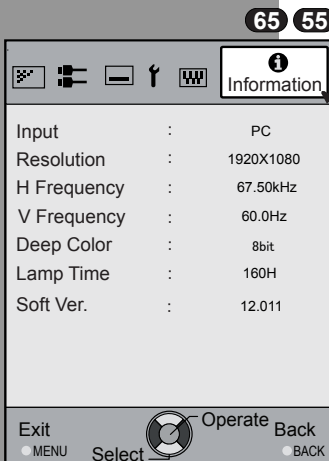 65 55
Information
Input : PC
Resolution : 1920X1080
H Frequency : 67.50kHz
V Frequency : 60.0Hz
Deep Color : 8bit
Lamp Time : 160H
Soft Ver. : 12.011
Exit Operate Back
MENU Select BACK